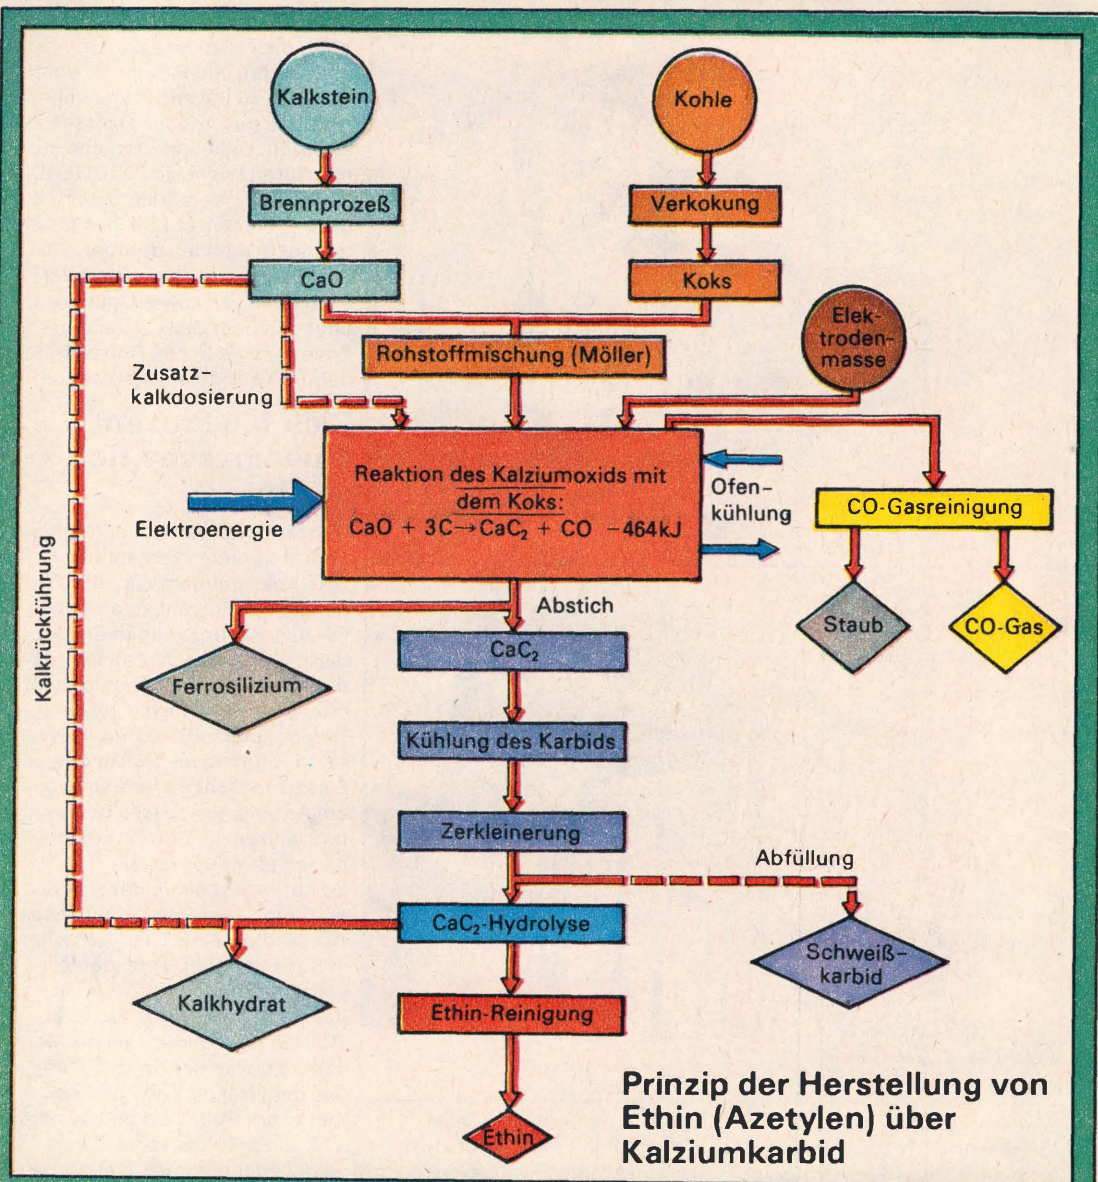 Kalkstein
Kohle
Brennprozeß
Verkokung
CaO
Koks
Elek-
troden-
masse
Rohstoffmischung (Möller)
Zusatz-
kalkdosierung
Reaktion des Kalziumoxids mit
dem Koks:
CaO + 3C → CaC₂ + CO −464kJ
Elektroenergie
Ofen-
kühlung
CO-Gasreinigung
Staub
CO-Gas
Abstich
Kalkrückführung
CaC₂
Ferrosilizium
Kühlung des Karbids
Zerkleinerung
Abfüllung
CaC₂-Hydrolyse
Schweiß-
karbid
Kalkhydrat
Ethin-Reinigung
Ethin
Prinzip der Herstellung von
Ethin (Azetylen) über
Kalziumkarbid